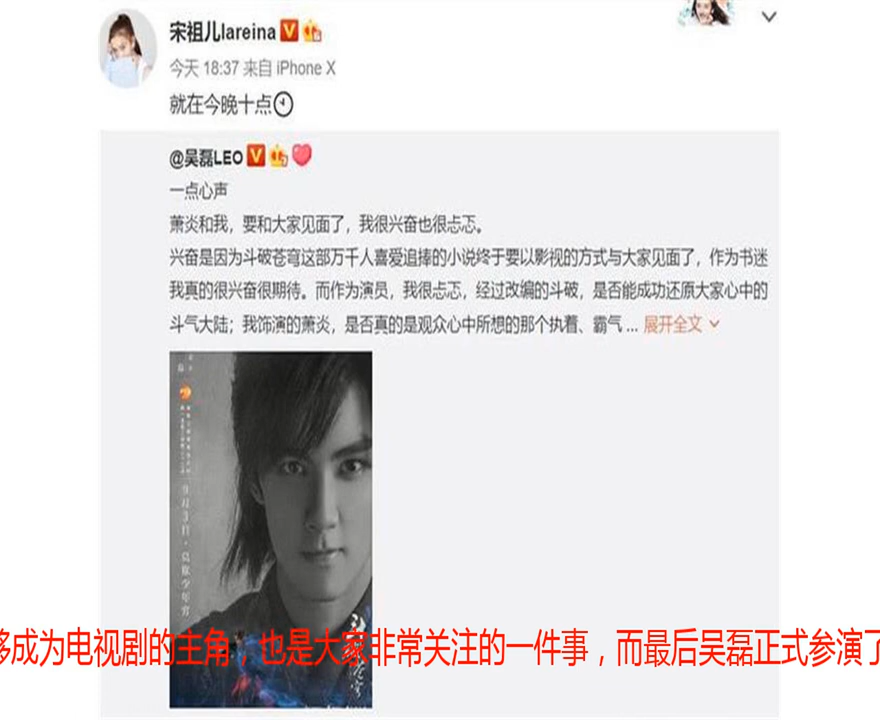 宋祖儿lareina
今天 18:37 来自 iPhone X
就在今晚十点
@吴磊LEO
一点心声
萧炎和我，要和大家见面了，我很兴奋也很忐忑。
兴奋是因为斗破苍穹这部万千人喜爱追捧的小说终于要以影视的方式与大家见面了，作为书迷
我真的很兴奋很期待。而作为演员，我很忐忑，经过改编的斗破，是否能成功还原大家心中的
斗气大陆；我饰演的萧炎，是否真的是观众心中所想的那个执着、霸气 ... 展开全文
9月3日·莫欺少年穷
够成为电视剧的主角，也是大家非常关注的一件事，而最后吴磊正式参演了